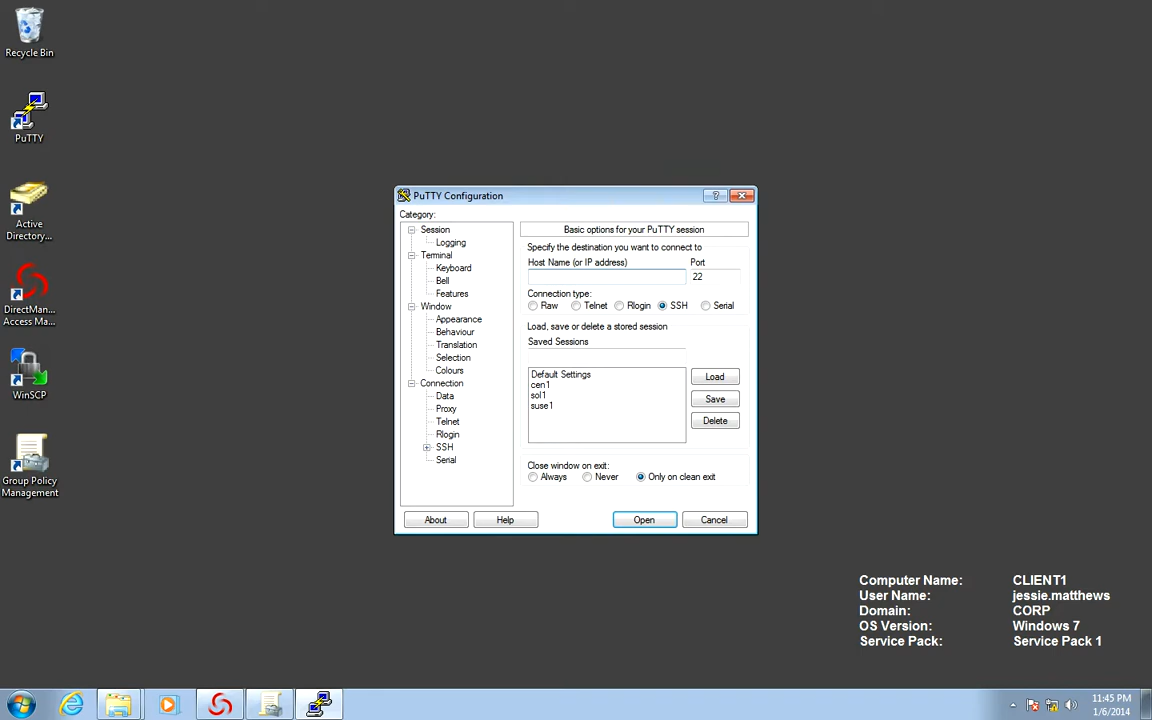 Recycle Bin
PuTTY
Active
Directory...
DirectMan...
Access Ma...
WinSCP
Group Policy
Management
PuTTY Configuration
?
Category:
Session
Logging
Terminal
Keyboard
Bell
Features
Window
Appearance
Behaviour
Translation
Selection
Colours
Connection
Data
Proxy
Telnet
Rlogin
SSH
Serial
Basic options for your PuTTY session
Specify the destination you want to connect to
Host Name (or IP address) Port
22
Connection type:
Raw Telnet Rlogin SSH Serial
Load, save or delete a stored session
Saved Sessions
Default Settings
cen1
sol1
suse1
Load
Save
Delete
Close window on exit:
Always Never Only on clean exit
About Help Open Cancel
Computer Name: CLIENT1
User Name: jessie.matthews
Domain: CORP
OS Version: Windows 7
Service Pack: Service Pack 1
11:45 PM
1/6/2014